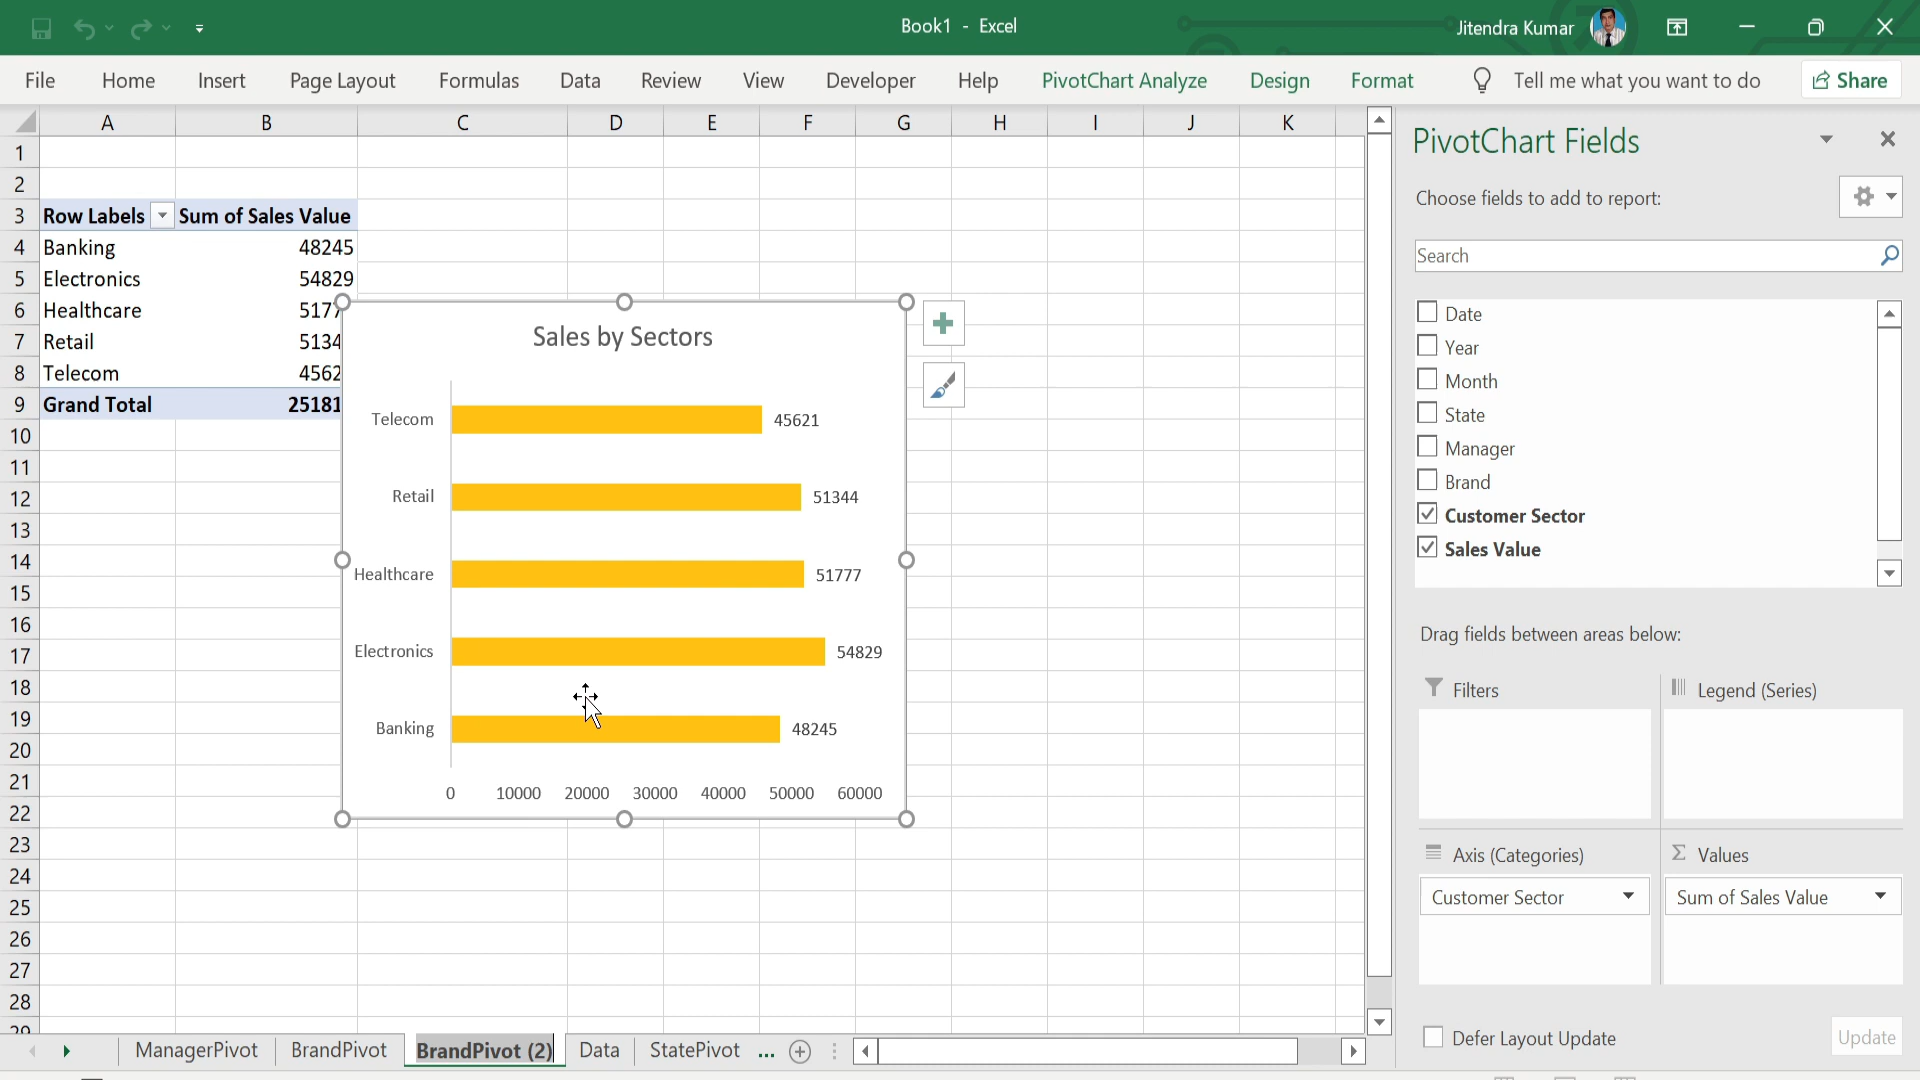 Book1 - Excel
Jitendra Kumar
File Home Insert Page Layout Formulas Data Review View Developer Help PivotChart Analyze Design Format Tell me what you want to do Share
A B C D E F G H I J K
1
2
3 Row Labels Sum of Sales Value
4 Banking 48245
5 Electronics 54829
6 Healthcare 5177
7 Retail 5134
8 Telecom 4562
9 Grand Total 25181
10
11
12
13
14
15
16
17
18
19
20
21
22
23
24
25
26
27
28
29
Sales by Sectors
Telecom 45621
Retail 51344
Healthcare 51777
Electronics 54829
Banking 48245
0 10000 20000 30000 40000 50000 60000
PivotChart Fields
Choose fields to add to report:
Search
Date
Year
Month
State
Manager
Brand
Customer Sector
Sales Value
Drag fields between areas below:
Filters
Legend (Series)
Axis (Categories)
Σ Values
Customer Sector
Sum of Sales Value
Defer Layout Update
Update
ManagerPivot BrandPivot BrandPivot (2) Data StatePivot ...